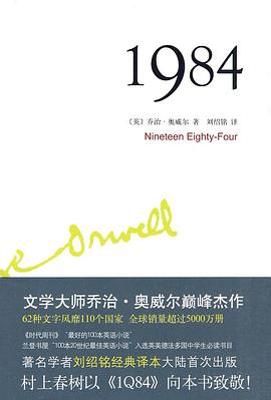 1984
〔英〕乔治·奥威尔 著 刘绍铭 译
Nineteen Eighty-Four
Orwell
文学大师乔治·奥威尔巅峰杰作
62种文字风靡110个国家 全球销量超过5000万册
《时代周刊》“最好的100本英语小说”
兰登书屋“100本20世纪最佳英语小说” 入选英美德法多国中学生必读书目
著名学者刘绍铭经典译本大陆首次出版
村上春树以《1Q84》向本书致敬！